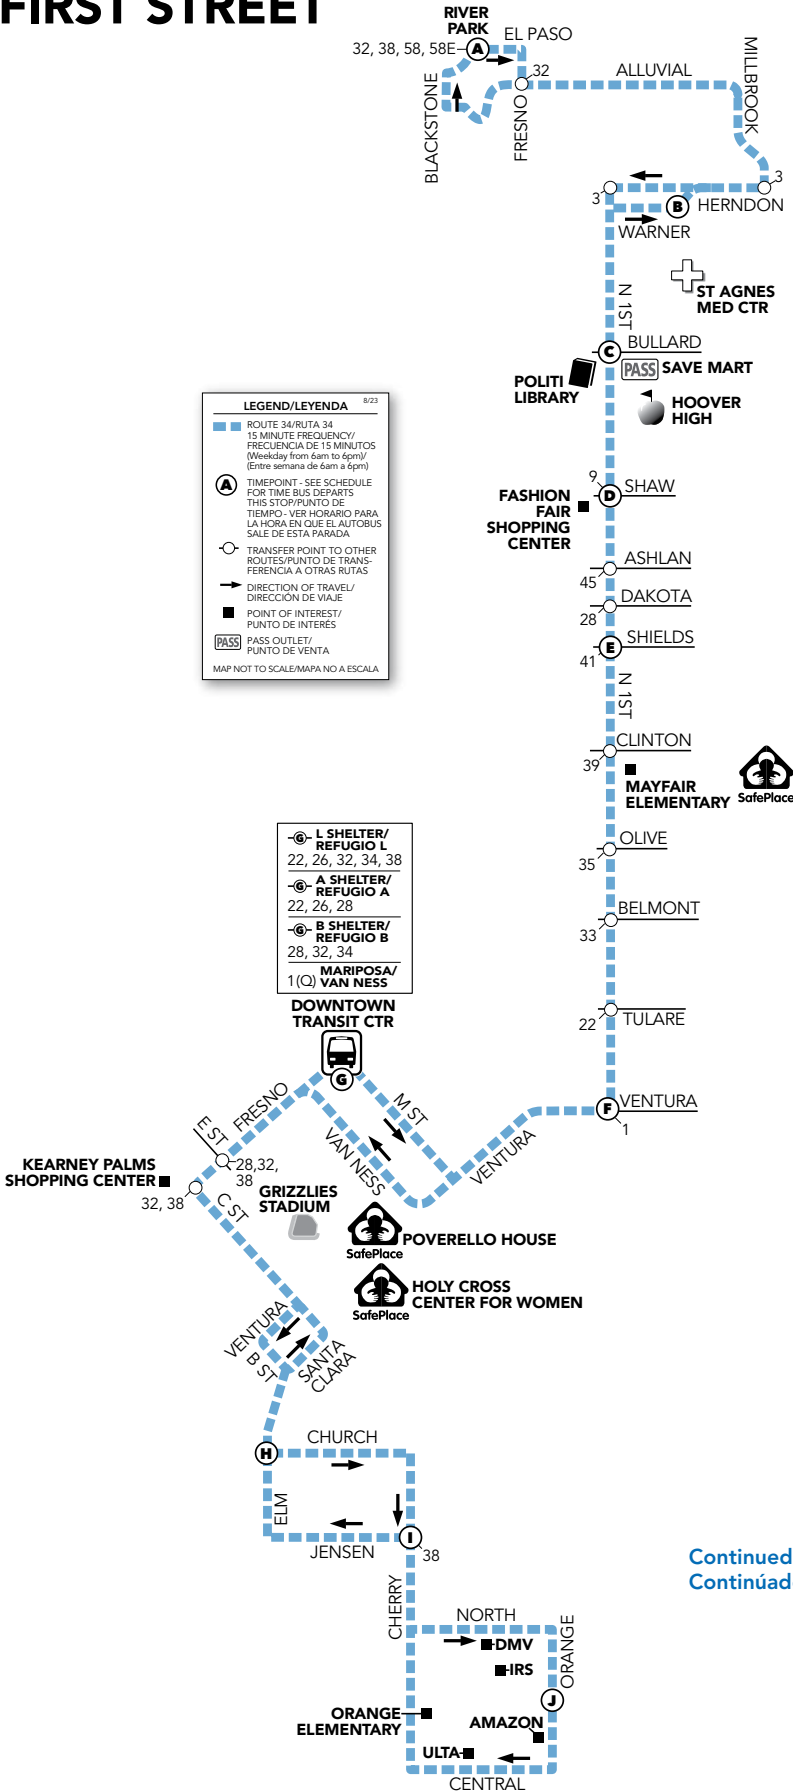 FIRST STREET
RIVER
PARK
32, 38, 58, 58E
A
EL PASO
32
ALLUVIAL
MILLBROOK
BLACKSTONE
FRESNO
3
3
B
HERNDON
WARNER
N 1ST
ST AGNES
MED CTR
C
BULLARD
PASS
SAVE MART
POLITI
LIBRARY
HOOVER
HIGH
LEGEND/LEYENDA
8/23
ROUTE 34/RUTA 34
15 MINUTE FREQUENCY/
FRECUENCIA DE 15 MINUTOS
(Weekday from 6am to 6pm)/
(Entre semana de 6am a 6pm)
A
TIMEPOINT - SEE SCHEDULE
FOR TIME BUS DEPARTS
THIS STOP/PUNTO DE
TIEMPO - VER HORARIO PARA
LA HORA EN QUE EL AUTOBUS
SALE DE ESTA PARADA
TRANSFER POINT TO OTHER
ROUTES/PUNTO DE TRANS-
FERENCIA A OTRAS RUTAS
DIRECTION OF TRAVEL/
DIRECCIÓN DE VIAJE
POINT OF INTEREST/
PUNTO DE INTERÉS
PASS
PASS OUTLET/
PUNTO DE VENTA
MAP NOT TO SCALE/MAPA NO A ESCALA
9
D
SHAW
FASHION
FAIR
SHOPPING
CENTER
ASHLAN
45
DAKOTA
28
E
SHIELDS
41
N 1ST
CLINTON
39
MAYFAIR
ELEMENTARY
SafePlace
OLIVE
35
BELMONT
33
TULARE
22
F
VENTURA
1
G L SHELTER/
REFUGIO L
22, 26, 32, 34, 38
G A SHELTER/
REFUGIO A
22, 26, 28
G B SHELTER/
REFUGIO B
28, 32, 34
1(Q) MARIPOSA/
VAN NESS
DOWNTOWN
TRANSIT CTR
G
M ST
VAN NESS
VENTURA
FRESNO
E ST
28,32,
38
KEARNEY PALMS
SHOPPING CENTER
32, 38
C ST
GRIZZLIES
STADIUM
SafePlace
POVERELLO HOUSE
SafePlace
HOLY CROSS
CENTER FOR WOMEN
VENTURA
B ST
SANTA
CLARA
H
CHURCH
ELM
JENSEN
I
38
CHERRY
Continued
Continúad
NORTH
DMV
IRS
ORANGE
J
ORANGE
ELEMENTARY
AMAZON
ULTA
CENTRAL